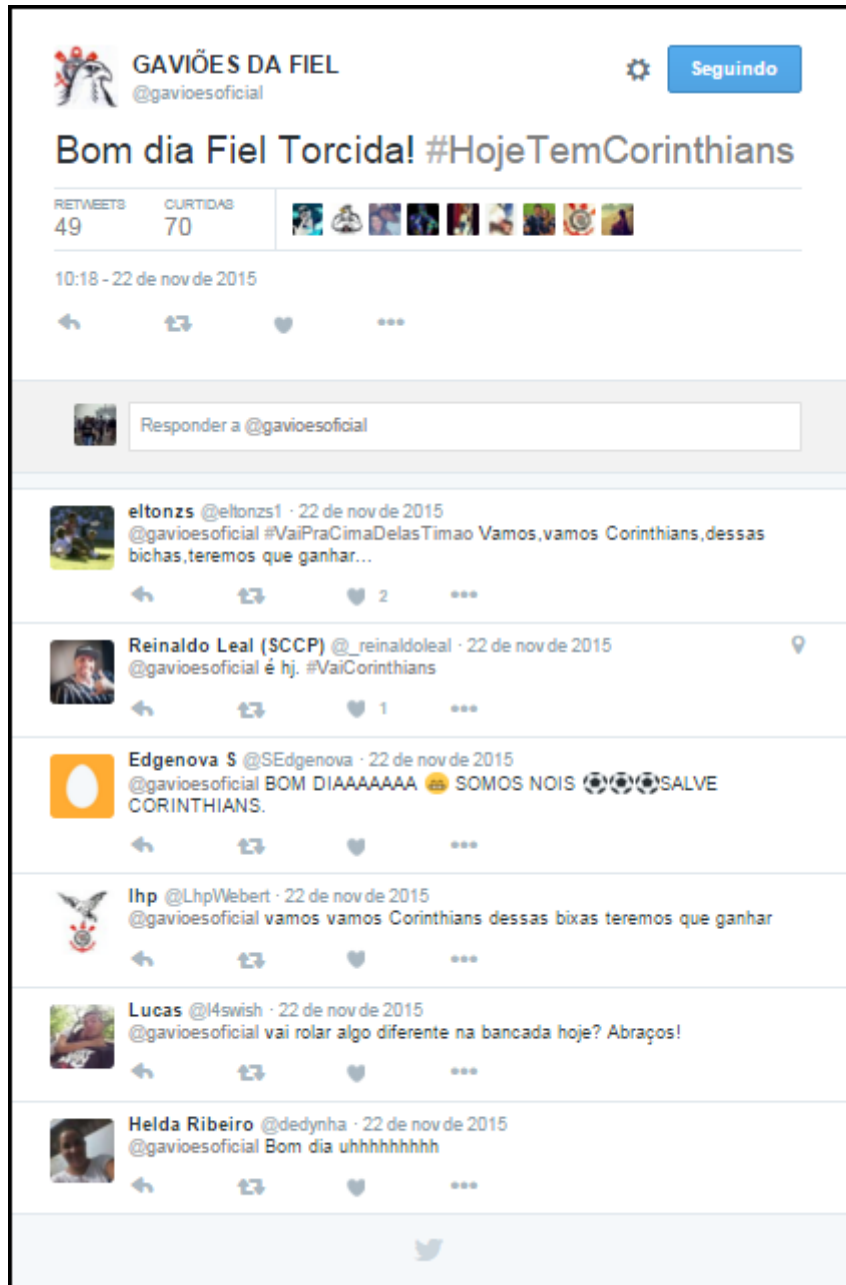 GAVIÕES DA FIEL
@gavioesoficial
Seguindo
Bom dia Fiel Torcida! #HojeTemCorinthians
RETWEETS CURTIDAS
49 70
10:18 - 22 de nov de 2015
Responder a @gavioesoficial
eltonzs @eltonzs1 · 22 de nov de 2015
@gavioesoficial #VaiPraCimaDelasTimao Vamos,vamos Corinthians,dessas
bichas,teremos que ganhar...
2
Reinaldo Leal (SCCP) @_reinaldoleal · 22 de nov de 2015
@gavioesoficial é hj. #VaiCorinthians
1
Edgenova S @SEdgenova · 22 de nov de 2015
@gavioesoficial BOM DIAAAAAAA 😁 SOMOS NOIS ⚽⚽⚽SALVE
CORINTHIANS.
lhp @LhpWebert · 22 de nov de 2015
@gavioesoficial vamos vamos Corinthians dessas bixas teremos que ganhar
Lucas @l4swish · 22 de nov de 2015
@gavioesoficial vai rolar algo diferente na bancada hoje? Abraços!
Helda Ribeiro @dedynha · 22 de nov de 2015
@gavioesoficial Bom dia uhhhhhhhhh